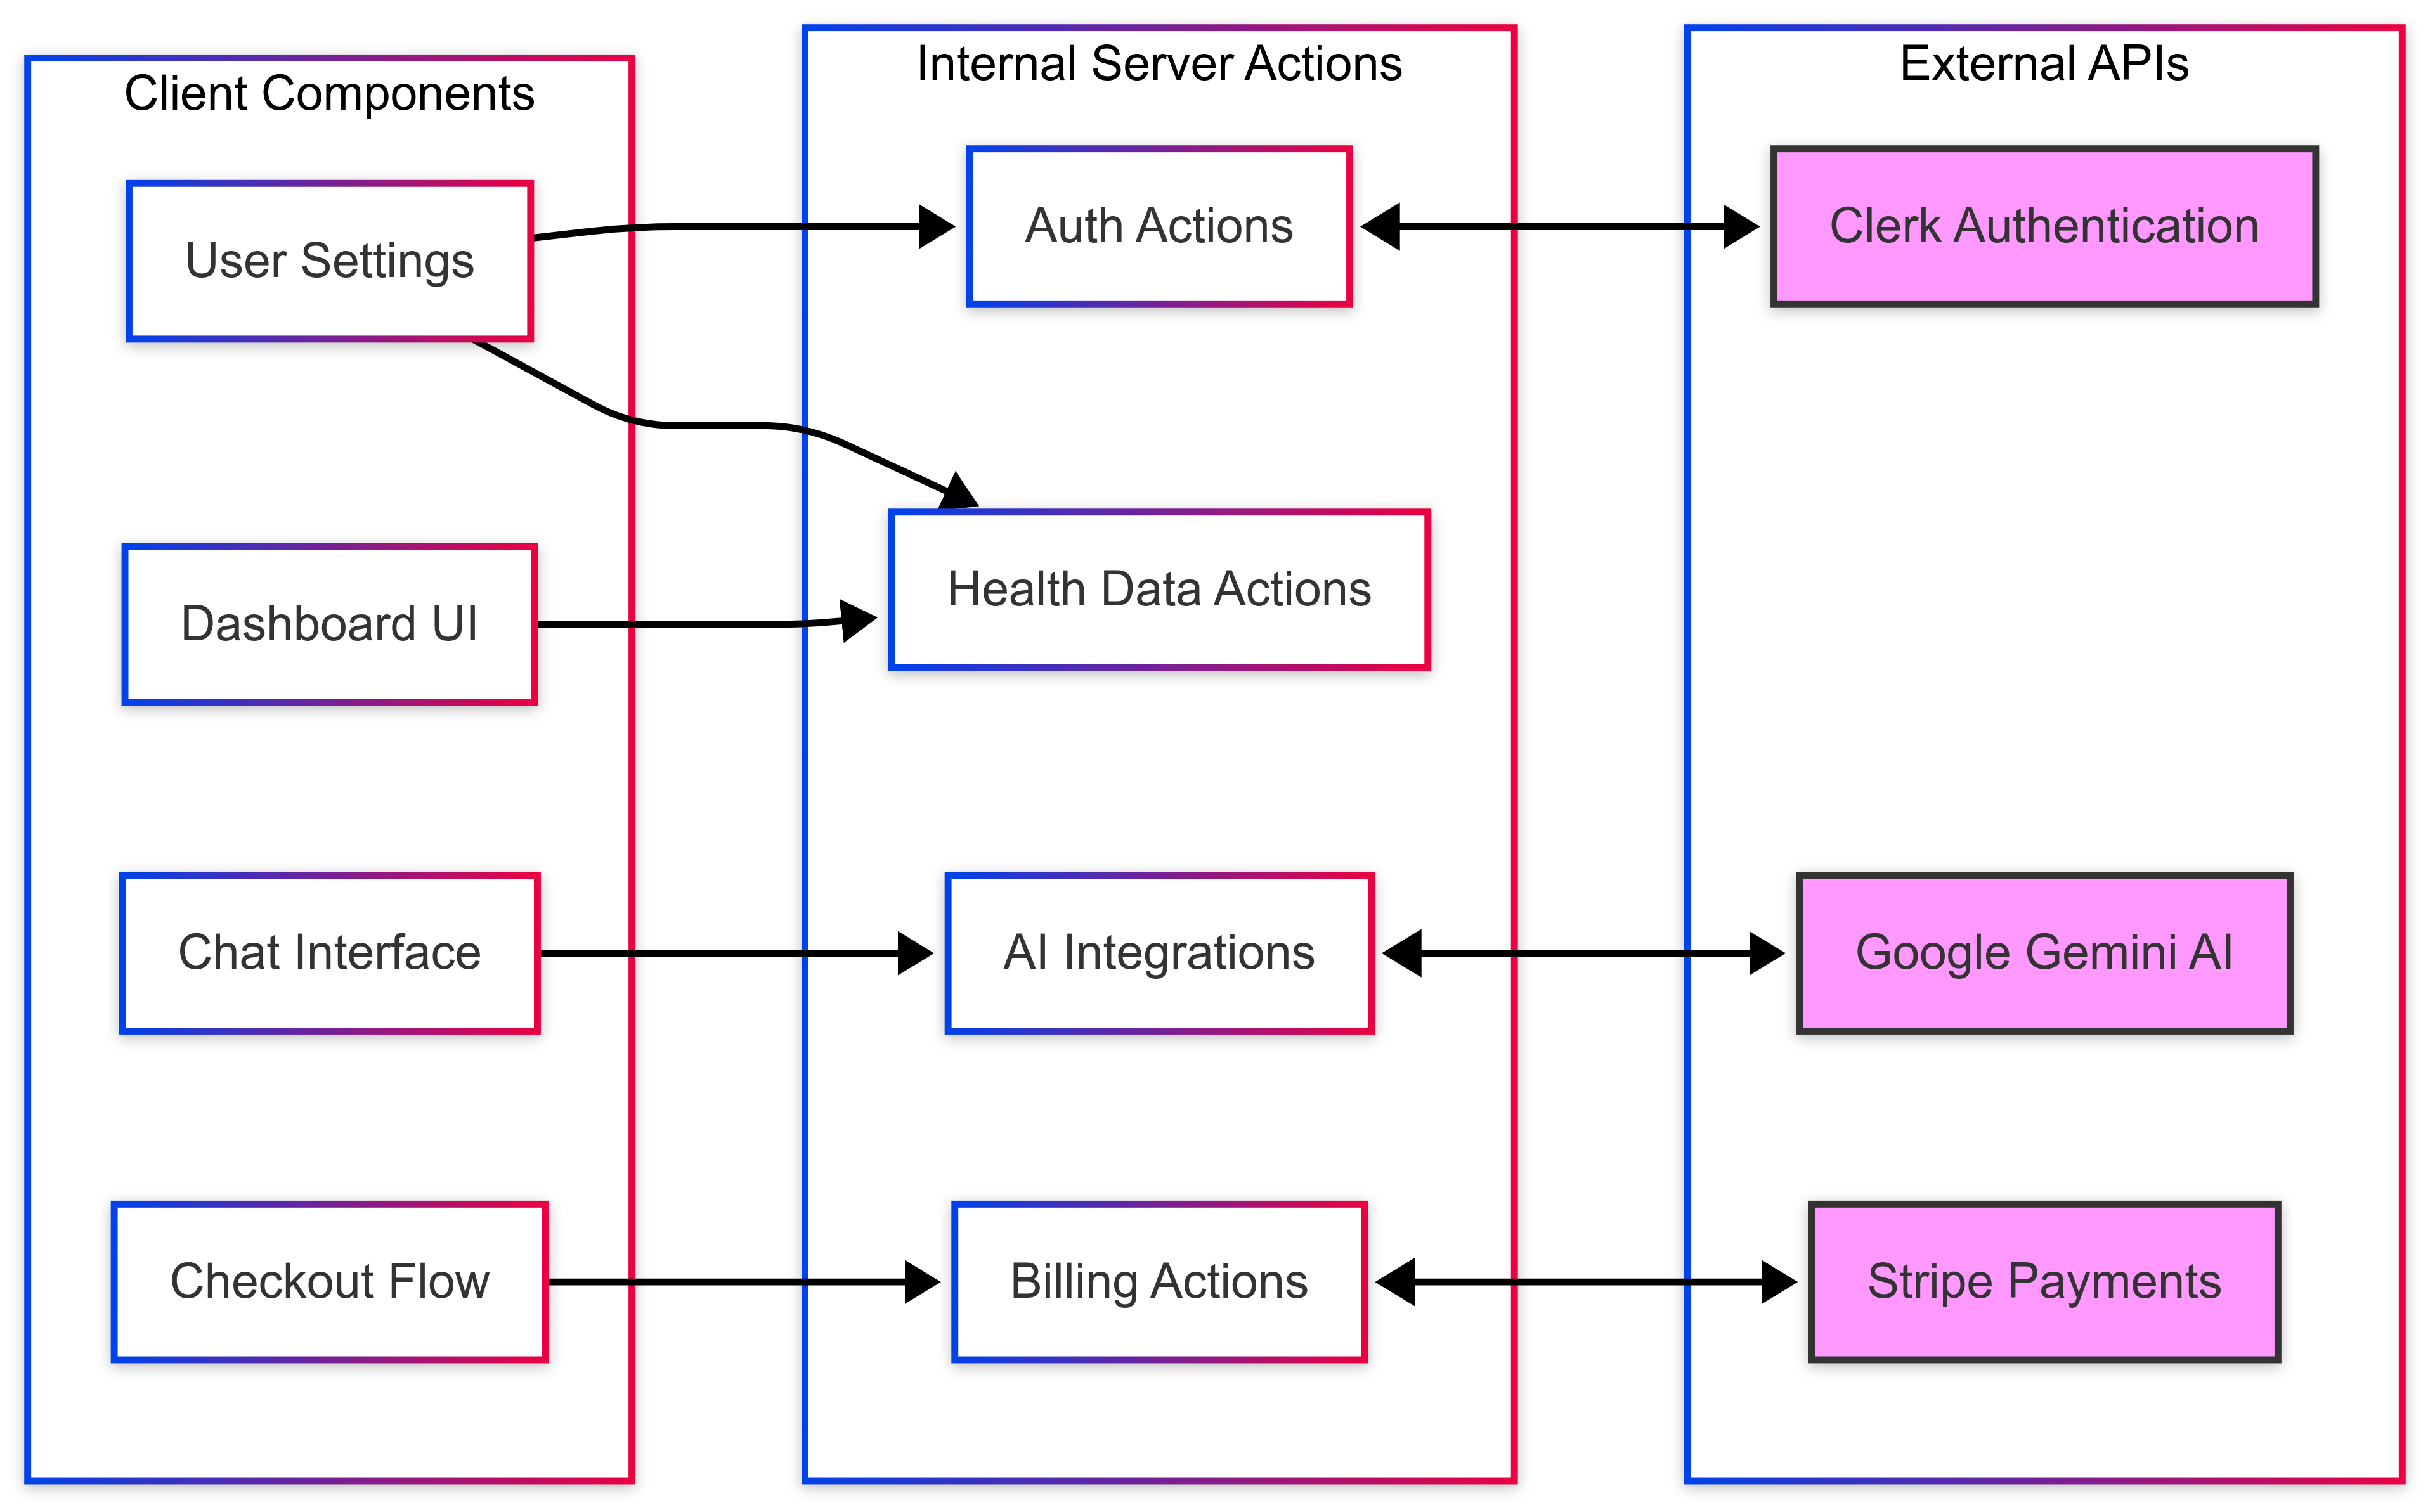 Client Components
User Settings
Dashboard UI
Chat Interface
Checkout Flow
Internal Server Actions
Auth Actions
Health Data Actions
AI Integrations
Billing Actions
External APIs
Clerk Authentication
Google Gemini AI
Stripe Payments